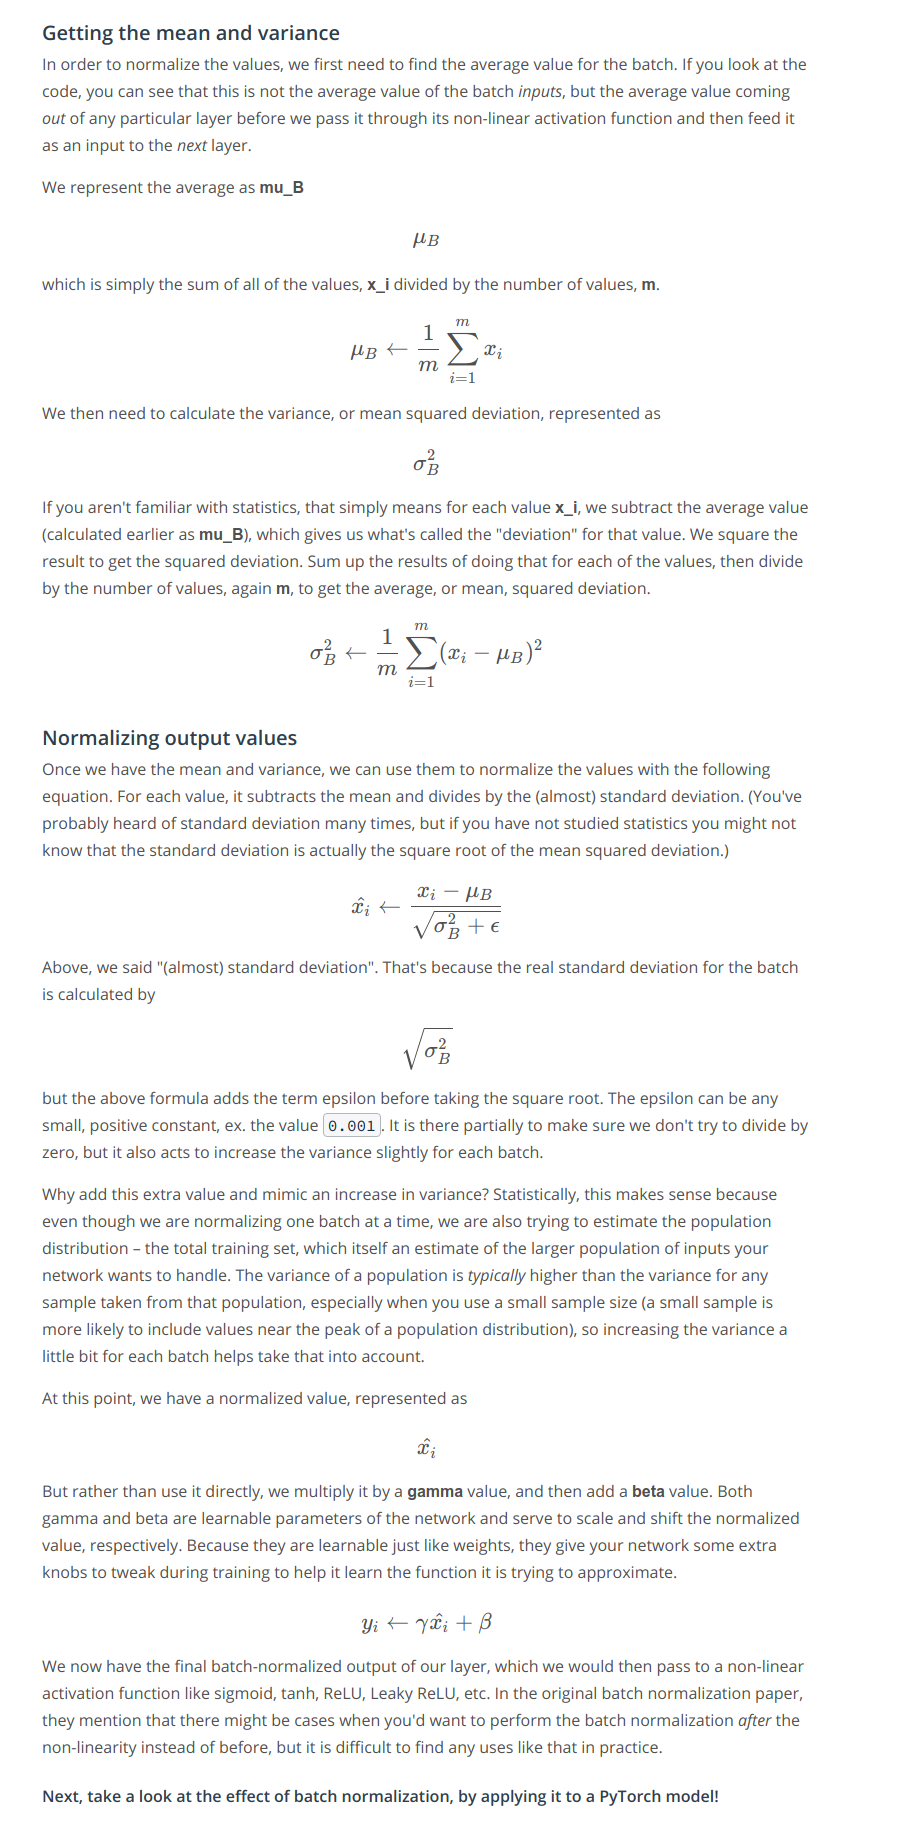 Getting the mean and variance
In order to normalize the values, we first need to find the average value for the batch. If you look at the
code, you can see that this is not the average value of the batch inputs, but the average value coming
out of any particular layer before we pass it through its non-linear activation function and then feed it
as an input to the next layer.
We represent the average as mu_B
μ_B
which is simply the sum of all of the values, x_i divided by the number of values, m.
μ_B ← \frac{1}{m} \sum_{i=1}^{m} x_i
We then need to calculate the variance, or mean squared deviation, represented as
σ_B^2
If you aren't familiar with statistics, that simply means for each value x_i, we subtract the average value
(calculated earlier as mu_B), which gives us what's called the "deviation" for that value. We square the
result to get the squared deviation. Sum up the results of doing that for each of the values, then divide
by the number of values, again m, to get the average, or mean, squared deviation.
σ_B^2 ← \frac{1}{m} \sum_{i=1}^{m} (x_i − μ_B)^2
Normalizing output values
Once we have the mean and variance, we can use them to normalize the values with the following
equation. For each value, it subtracts the mean and divides by the (almost) standard deviation. (You've
probably heard of standard deviation many times, but if you have not studied statistics you might not
know that the standard deviation is actually the square root of the mean squared deviation.)
\hat{x_i} ← \frac{x_i − μ_B}{\sqrt{σ_B^2 + ϵ}}
Above, we said "(almost) standard deviation". That's because the real standard deviation for the batch
is calculated by
\sqrt{σ_B^2}
but the above formula adds the term epsilon before taking the square root. The epsilon can be any
small, positive constant, ex. the value 0.001. It is there partially to make sure we don't try to divide by
zero, but it also acts to increase the variance slightly for each batch.
Why add this extra value and mimic an increase in variance? Statistically, this makes sense because
even though we are normalizing one batch at a time, we are also trying to estimate the population
distribution – the total training set, which itself an estimate of the larger population of inputs your
network wants to handle. The variance of a population is typically higher than the variance for any
sample taken from that population, especially when you use a small sample size (a small sample is
more likely to include values near the peak of a population distribution), so increasing the variance a
little bit for each batch helps take that into account.
At this point, we have a normalized value, represented as
\hat{x_i}
But rather than use it directly, we multiply it by a gamma value, and then add a beta value. Both
gamma and beta are learnable parameters of the network and serve to scale and shift the normalized
value, respectively. Because they are learnable just like weights, they give your network some extra
knobs to tweak during training to help it learn the function it is trying to approximate.
y_i ← γ\hat{x_i} + β
We now have the final batch-normalized output of our layer, which we would then pass to a non-linear
activation function like sigmoid, tanh, ReLU, Leaky ReLU, etc. In the original batch normalization paper,
they mention that there might be cases when you'd want to perform the batch normalization after the
non-linearity instead of before, but it is difficult to find any uses like that in practice.
Next, take a look at the effect of batch normalization, by applying it to a PyTorch model!